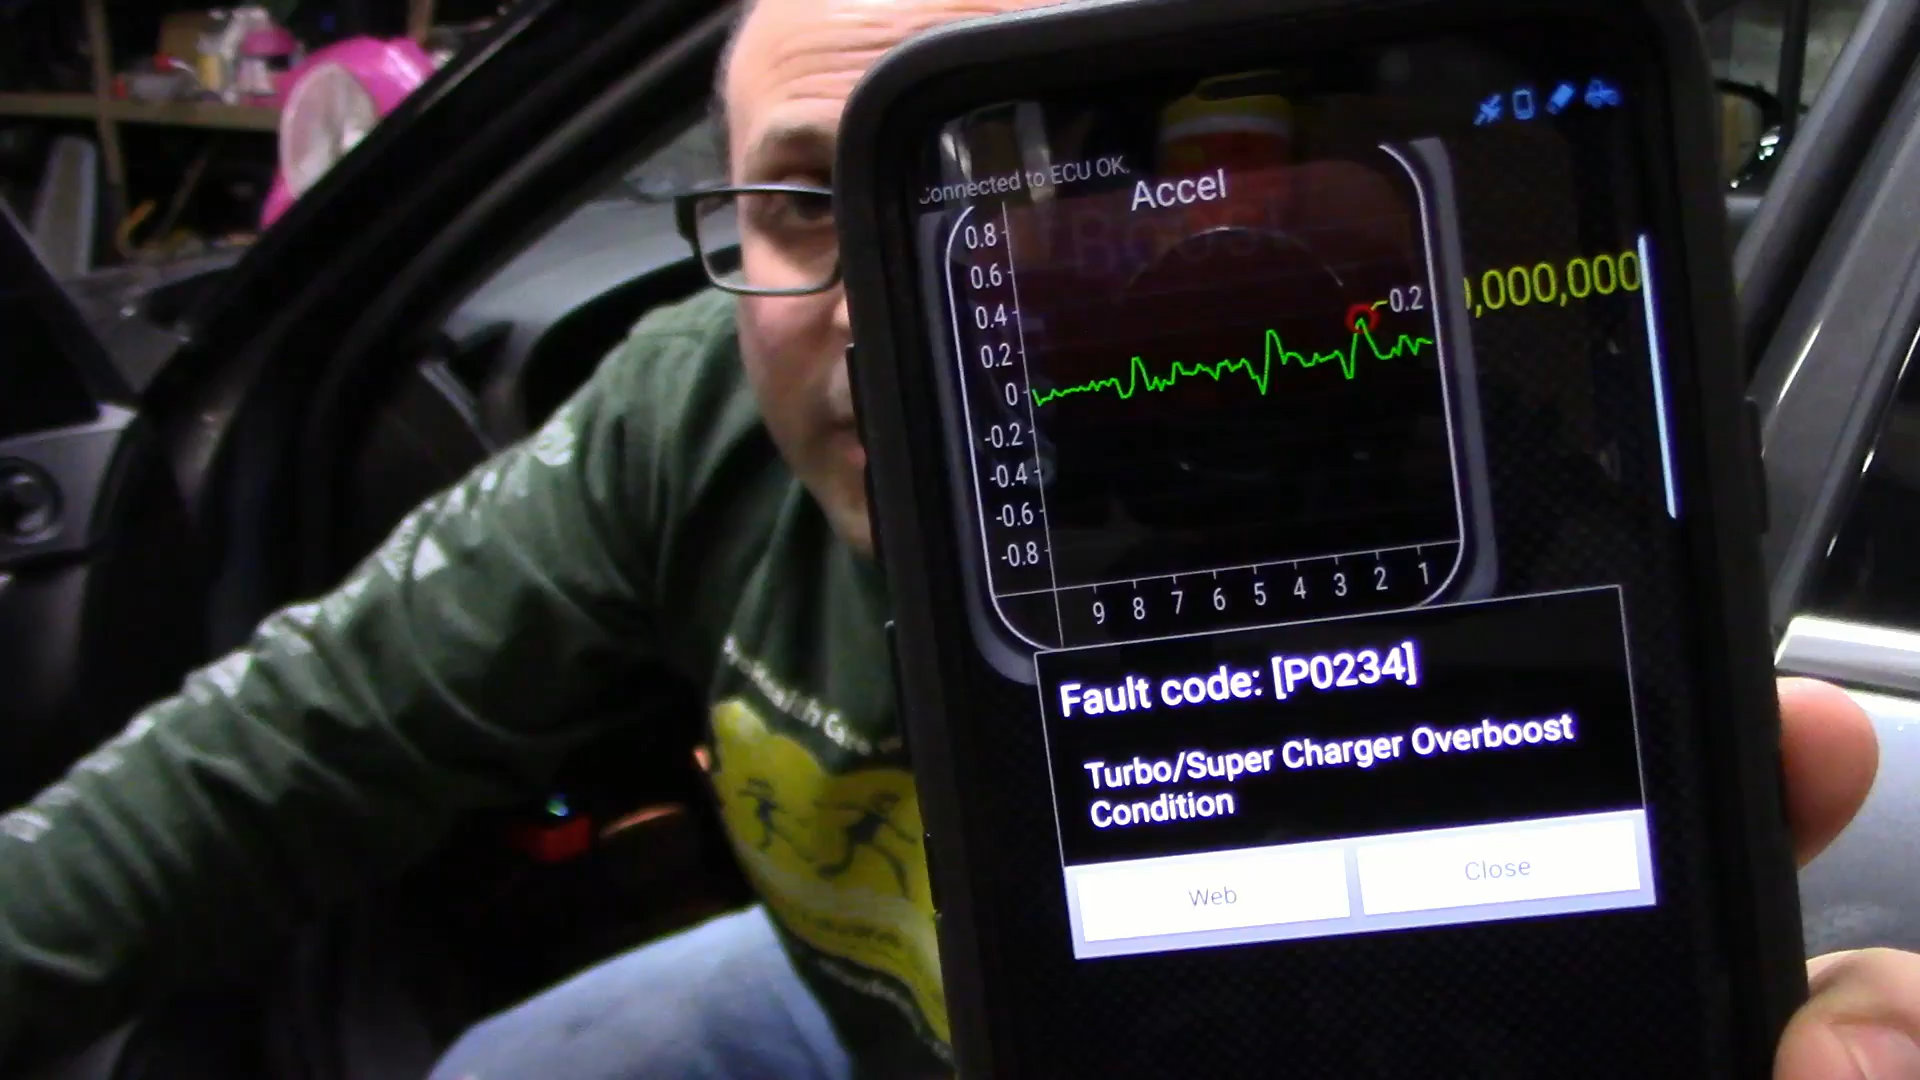 Connected to ECU OK.
Accel
0.8
0.6
0.4
0.2
0
-0.2
-0.4
-0.6
-0.8
0.2
,000,000
9 8 7 6 5 4 3 2 1
Fault code: [P0234]
Turbo/Super Charger Overboost
Condition
Web
Close